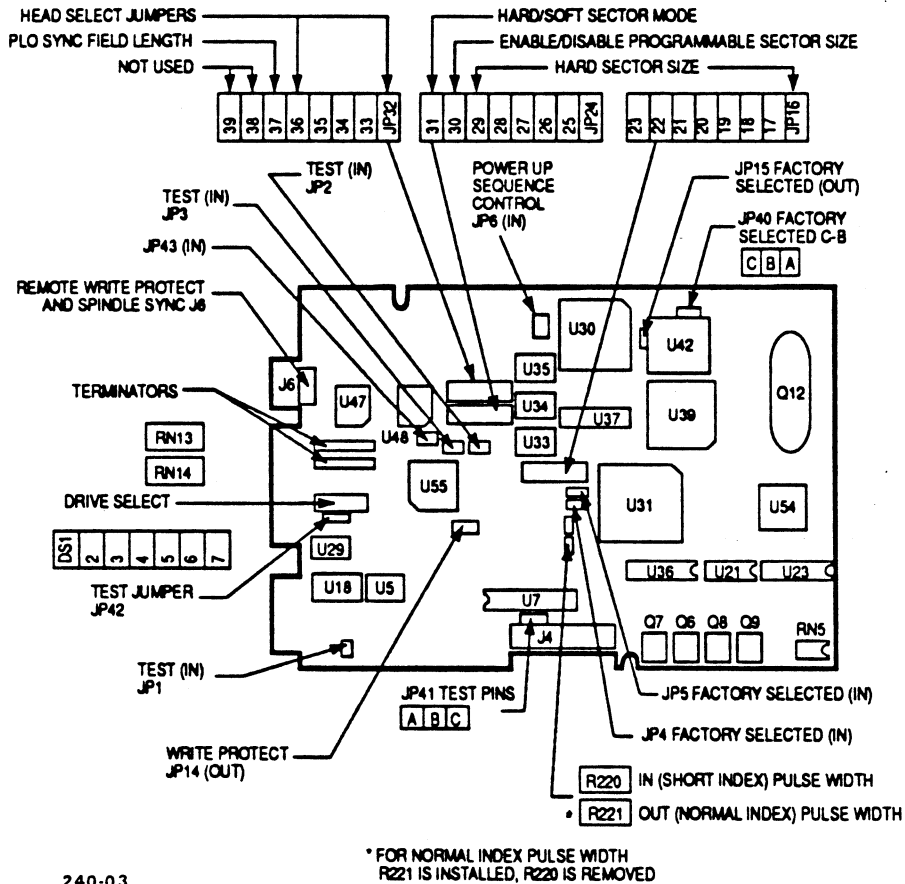 HEAD SELECT JUMPERS
PLO SYNC FIELD LENGTH
NOT USED
HARD/SOFT SECTOR MODE
ENABLE/DISABLE PROGRAMMABLE SECTOR SIZE
HARD SECTOR SIZE
39 38 37 36 35 34 33 JP32
31 30 29 28 27 26 25 JP24
23 22 21 20 19 18 17 JP16
TEST (IN)
JP2
TEST (IN)
JP3
JP43 (IN)
POWER UP
SEQUENCE
CONTROL
JP6 (IN)
JP15 FACTORY
SELECTED (OUT)
JP40 FACTORY
SELECTED C-B
C B A
REMOTE WRITE PROTECT
AND SPINDLE SYNC J6
TERMINATORS
RN13
RN14
DRIVE SELECT
DS1 2 3 4 5 6 7
TEST JUMPER
JP42
TEST (IN)
JP1
WRITE PROTECT
JP14 (OUT)
J6
U47
U48
U55
U29
U18
U5
U30
U35
U34
U33
U37
U42
U39
Q12
U31
U54
U36
U21
U23
U7
J4
Q7
Q6
Q8
Q9
RN5
JP41 TEST PINS
A B C
JP5 FACTORY SELECTED (IN)
JP4 FACTORY SELECTED (IN)
R220 IN (SHORT INDEX) PULSE WIDTH
* R221 OUT (NORMAL INDEX) PULSE WIDTH
* FOR NORMAL INDEX PULSE WIDTH
R221 IS INSTALLED, R220 IS REMOVED
240-03